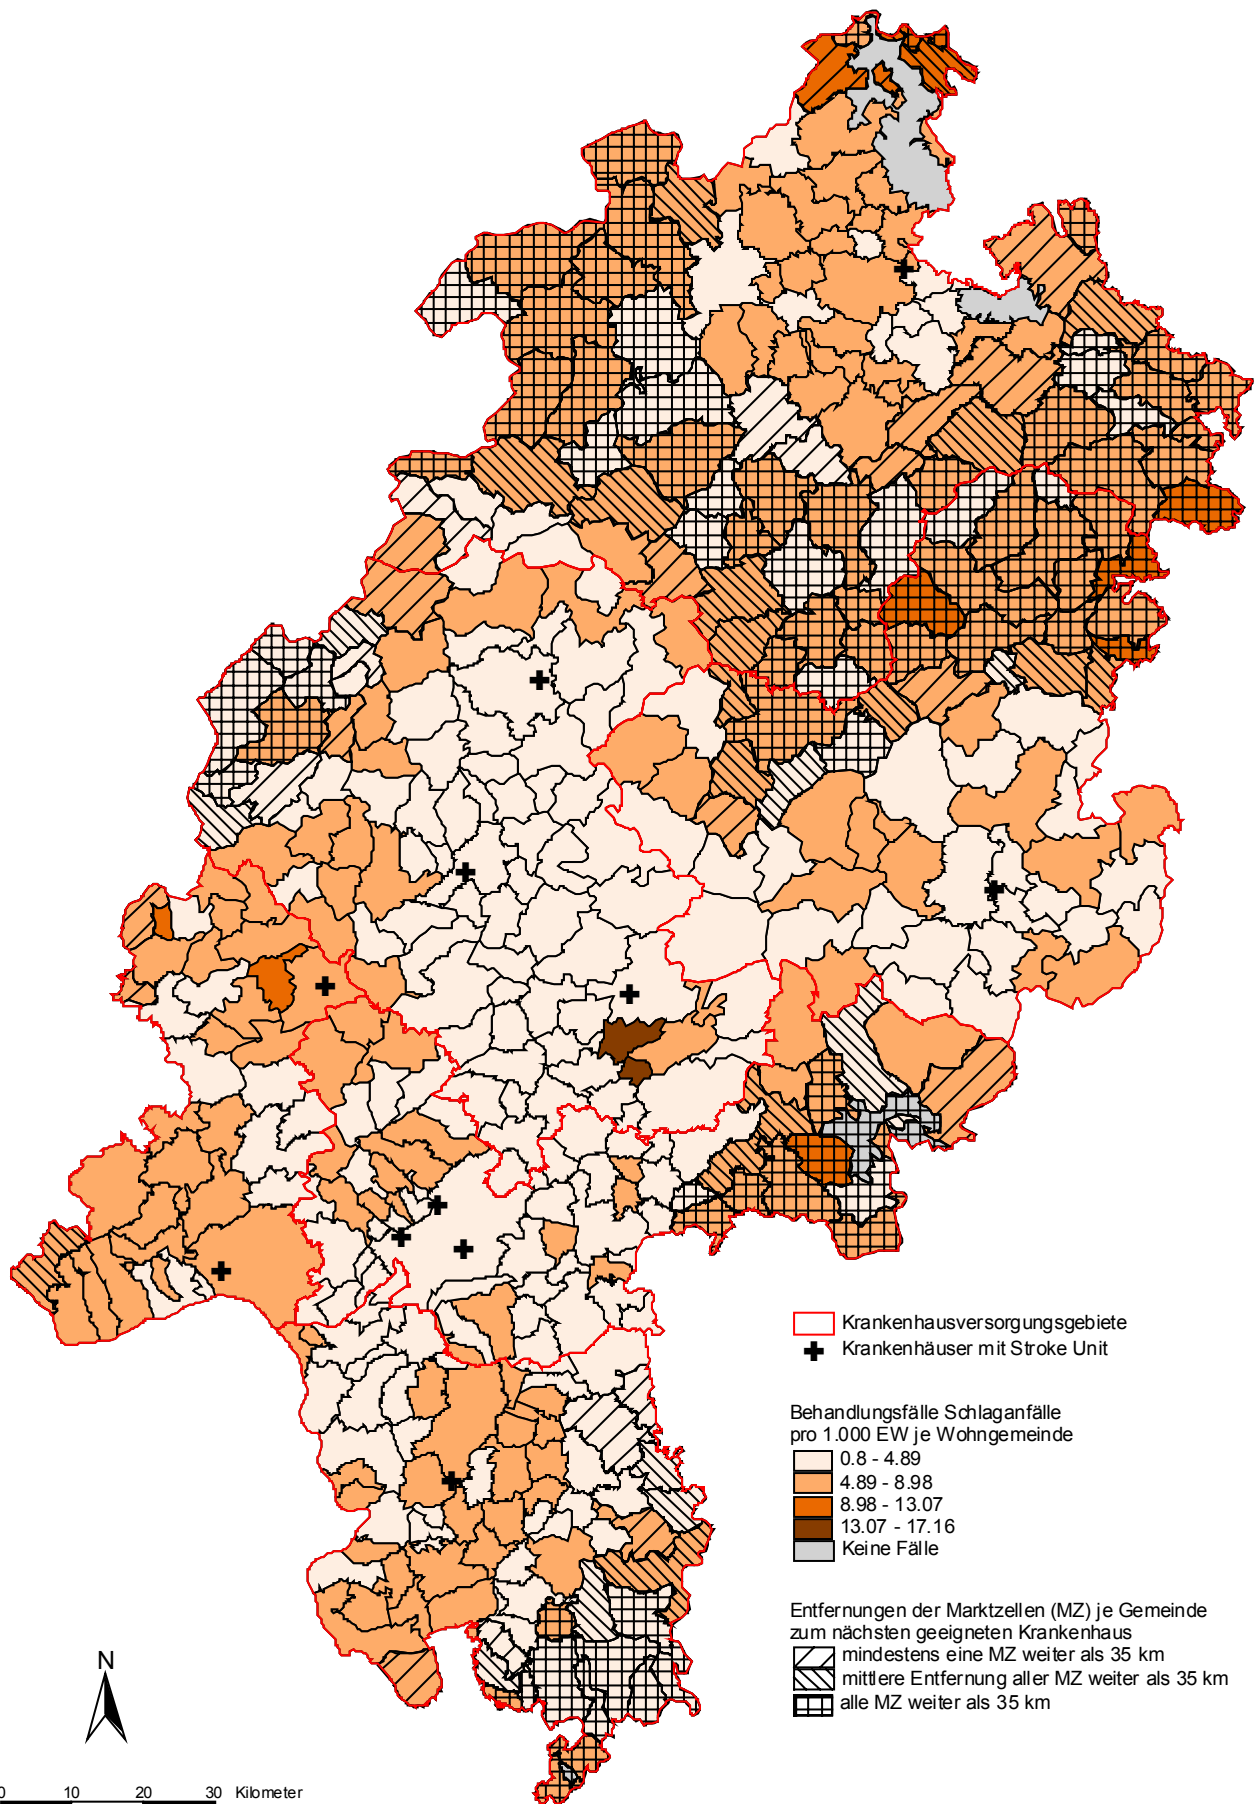 Krankenhausversorgungsgebiete
Krankenhäuser mit Stroke Unit
Behandlungsfälle Schlaganfälle
pro 1.000 EW je Wohngemeinde
0.8 - 4.89
4.89 - 8.98
8.98 - 13.07
13.07 - 17.16
Keine Fälle
Entfernungen der Marktzellen (MZ) je Gemeinde
zum nächsten geeigneten Krankenhaus
mindestens eine MZ weiter als 35 km
mittlere Entfernung aller MZ weiter als 35 km
alle MZ weiter als 35 km
N
0 10 20 30 Kilometer